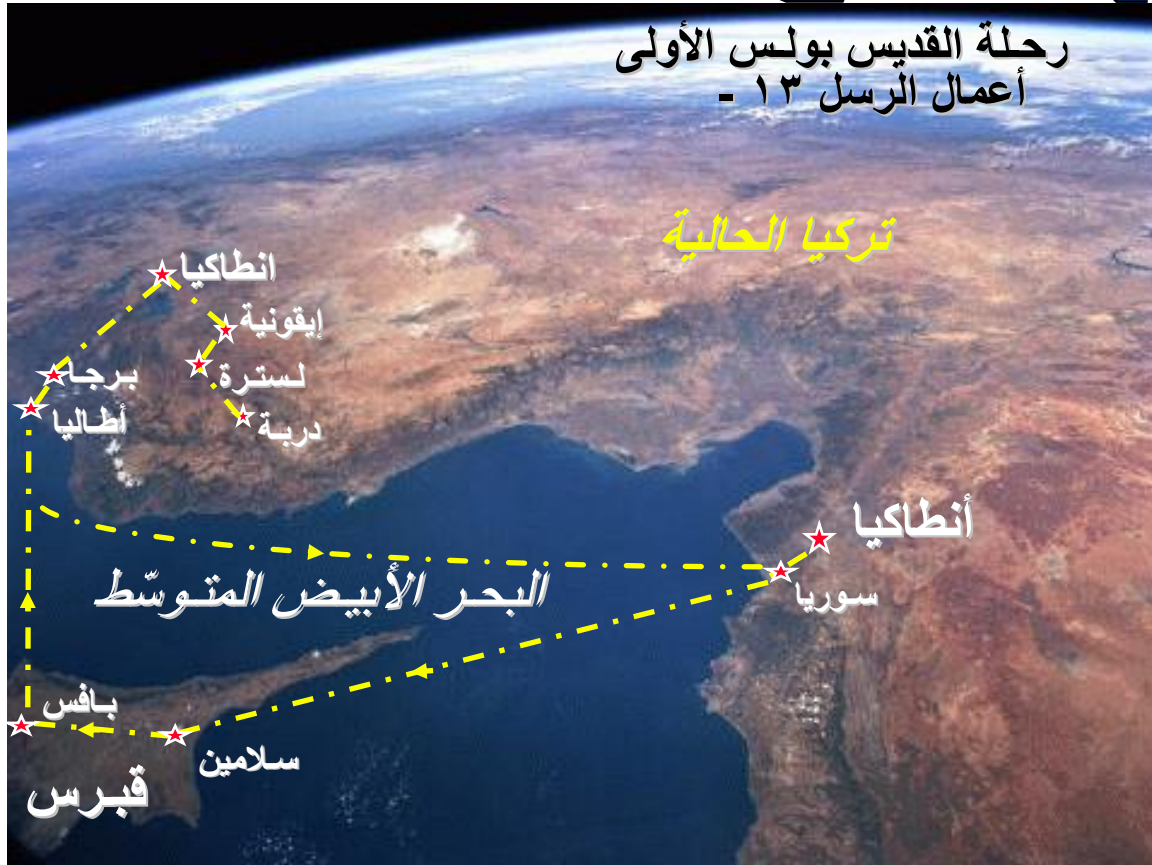 رحلة القديس بولس الأولى
أعمال الرسل ١٣ -
تركيا الحالية
انطاكيا
إيقونية
برجا
لسترة
أطاليا
دربة
أنطاكيا
سوريا
البحر الأبيض المتوسّط
بافس
سلامين
قبرس